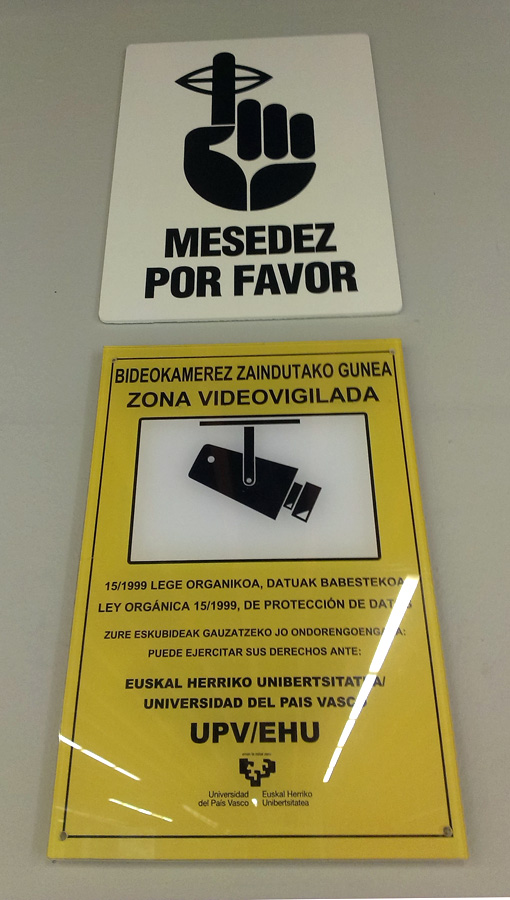 MESEDEZ
POR FAVOR
BIDEOKAMEREZ ZAINDUTAKO GUNEA
ZONA VIDEOVIGILADA
15/1999 LEGE ORGANIKOA, DATUAK BABESTEKOA
LEY ORGÁNICA 15/1999, DE PROTECCIÓN DE DATOS
ZURE ESKUBIDEAK GAUZATZEKO JO ONDORENGOENGANA:
PUEDE EJERCITAR SUS DERECHOS ANTE:
EUSKAL HERRIKO UNIBERTSITATEA/
UNIVERSIDAD DEL PAIS VASCO
UPV/EHU
Universidad Euskal Herriko
del País Vasco Unibertsitatea